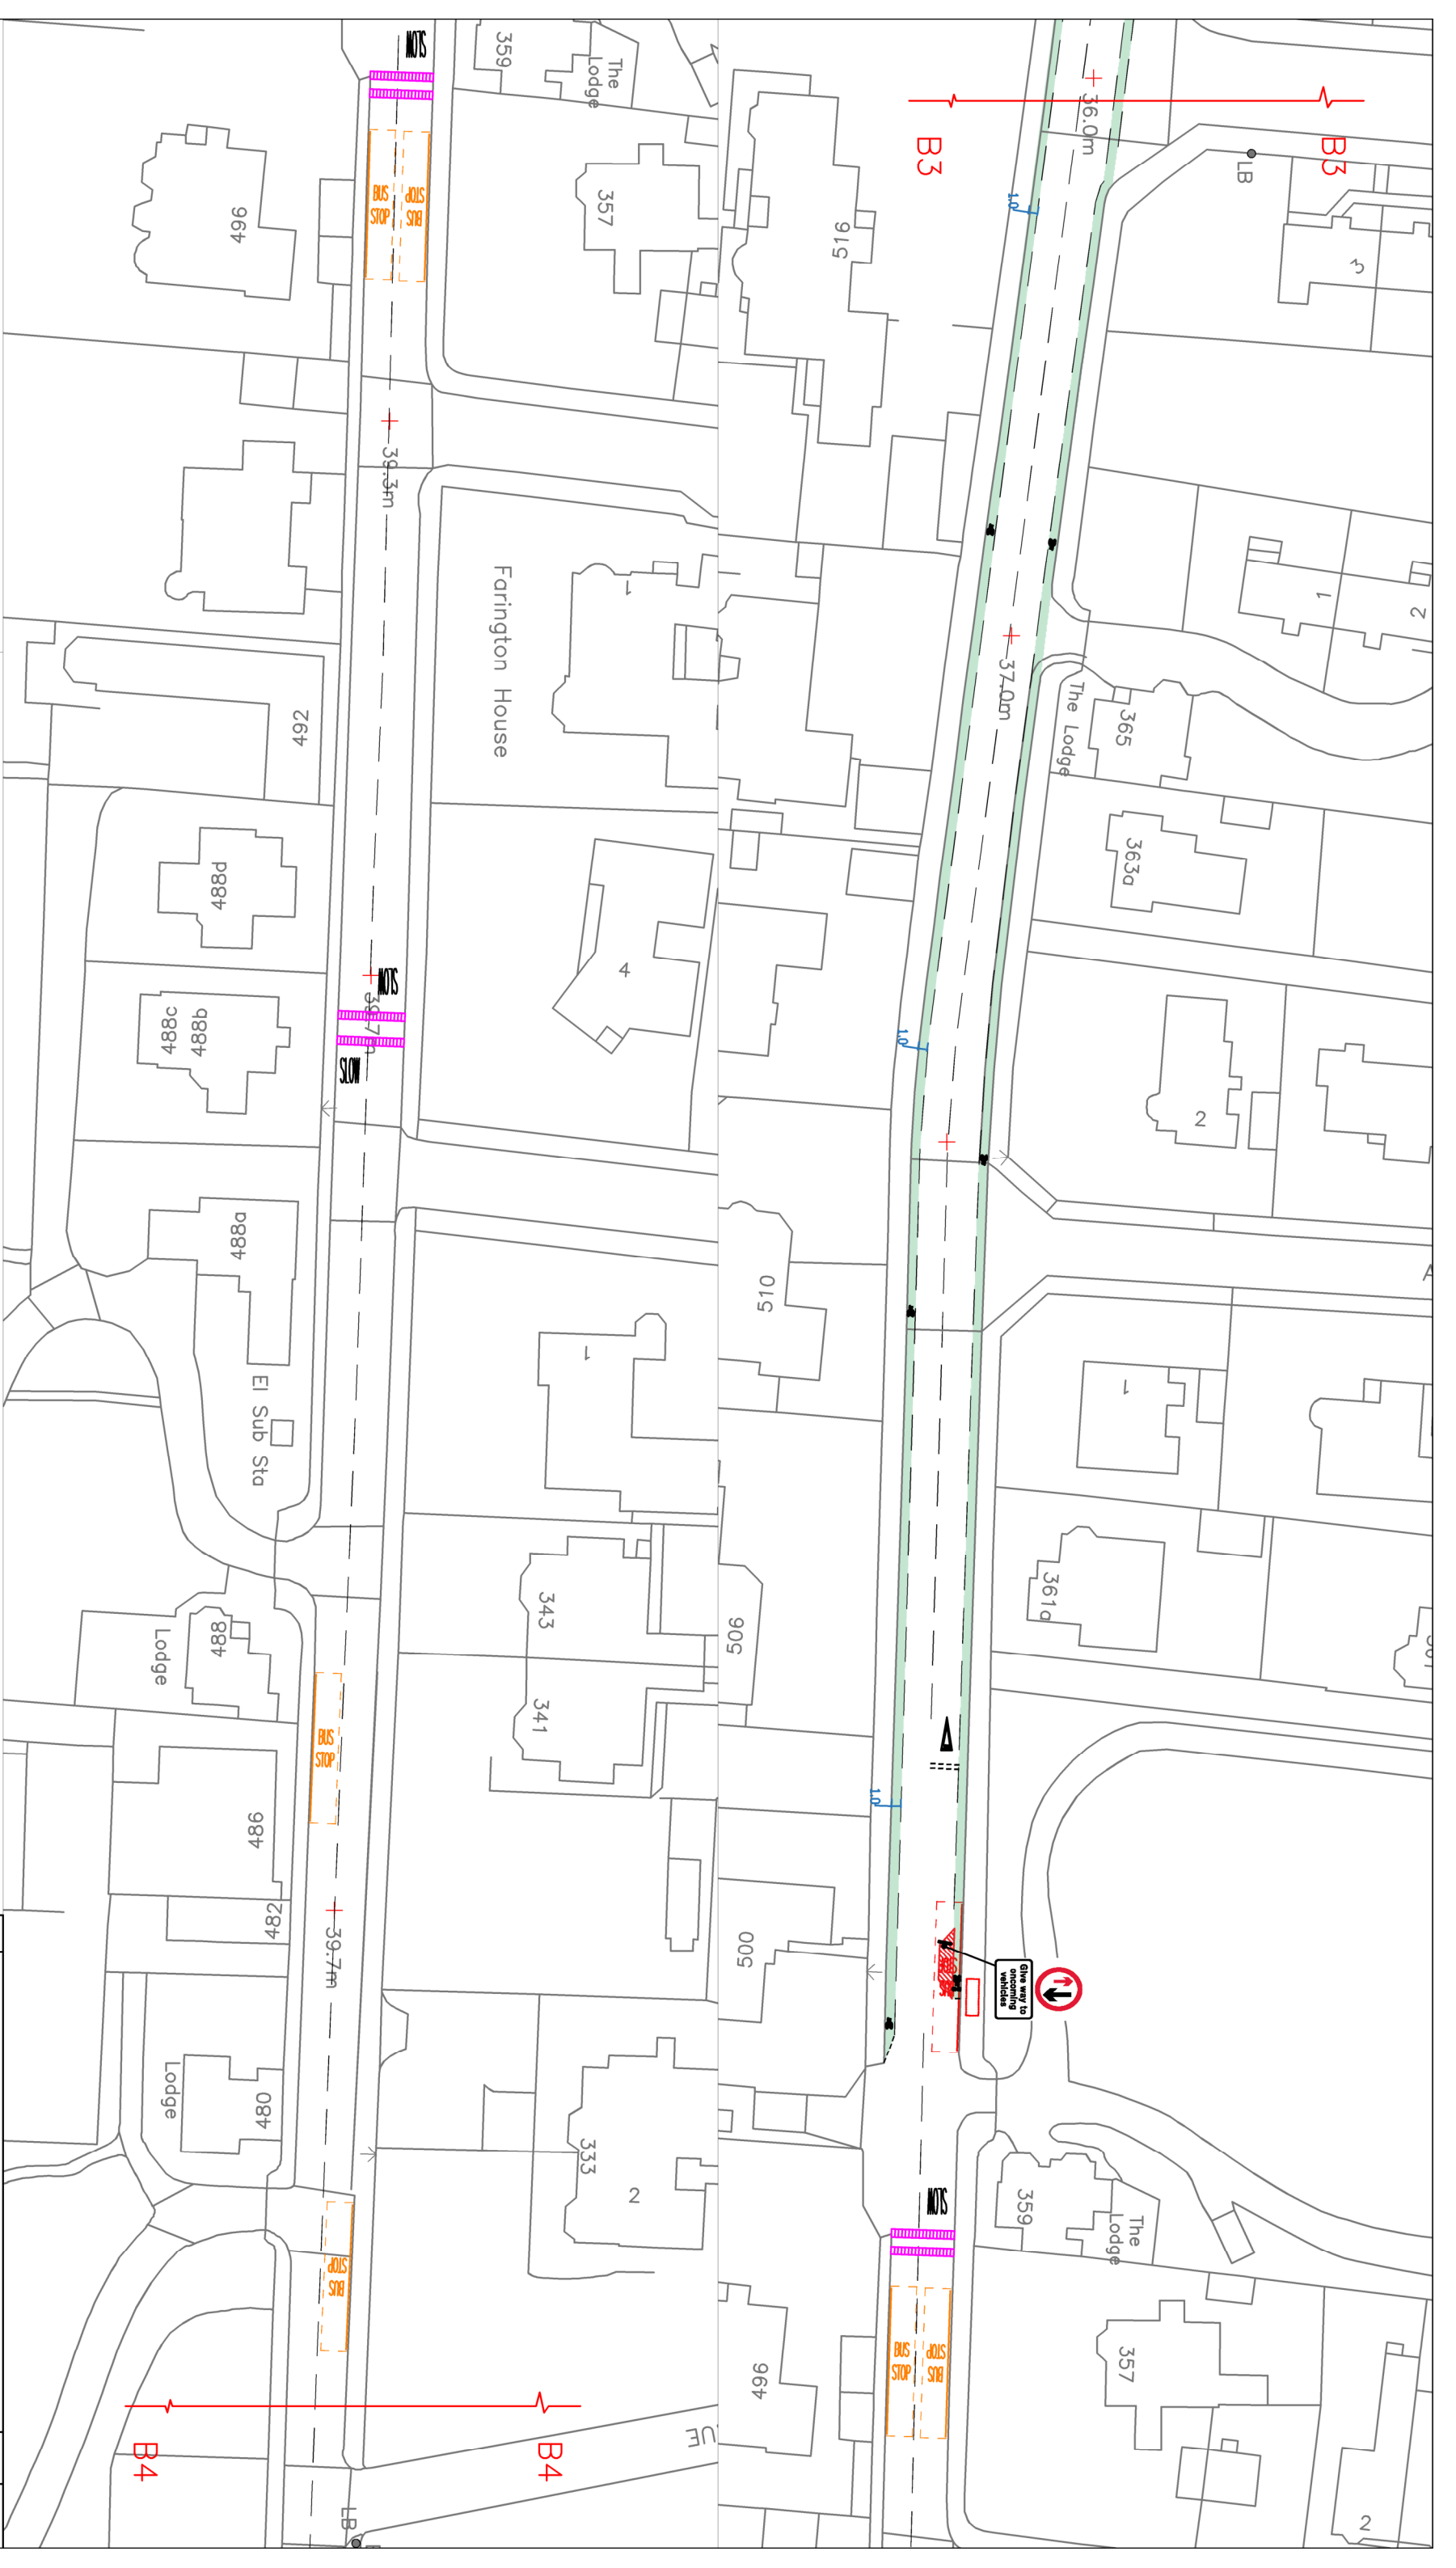 36.0m
B3
B3
LB
3
1.0
516
1
2
37.0m
The Lodge
365
363a
1.0
2
510
1
361a
506
1.0
500
Give way to
oncoming
vehicles
SLOW
359
The
Lodge
BUS
STOP
BUS
STOP
494
357
2
SLOW
359
The
Lodge
BUS
STOP
BUS
STOP
496
357
39.3m
Farington House
1
492
488d
4
SLOW
SLOW
488c
488b
488a
1
El Sub Sta
343
488
Lodge
341
BUS
STOP
486
482
39.7m
480
Lodge
333
2
BUS
STOP
B4
B4
UE
LB